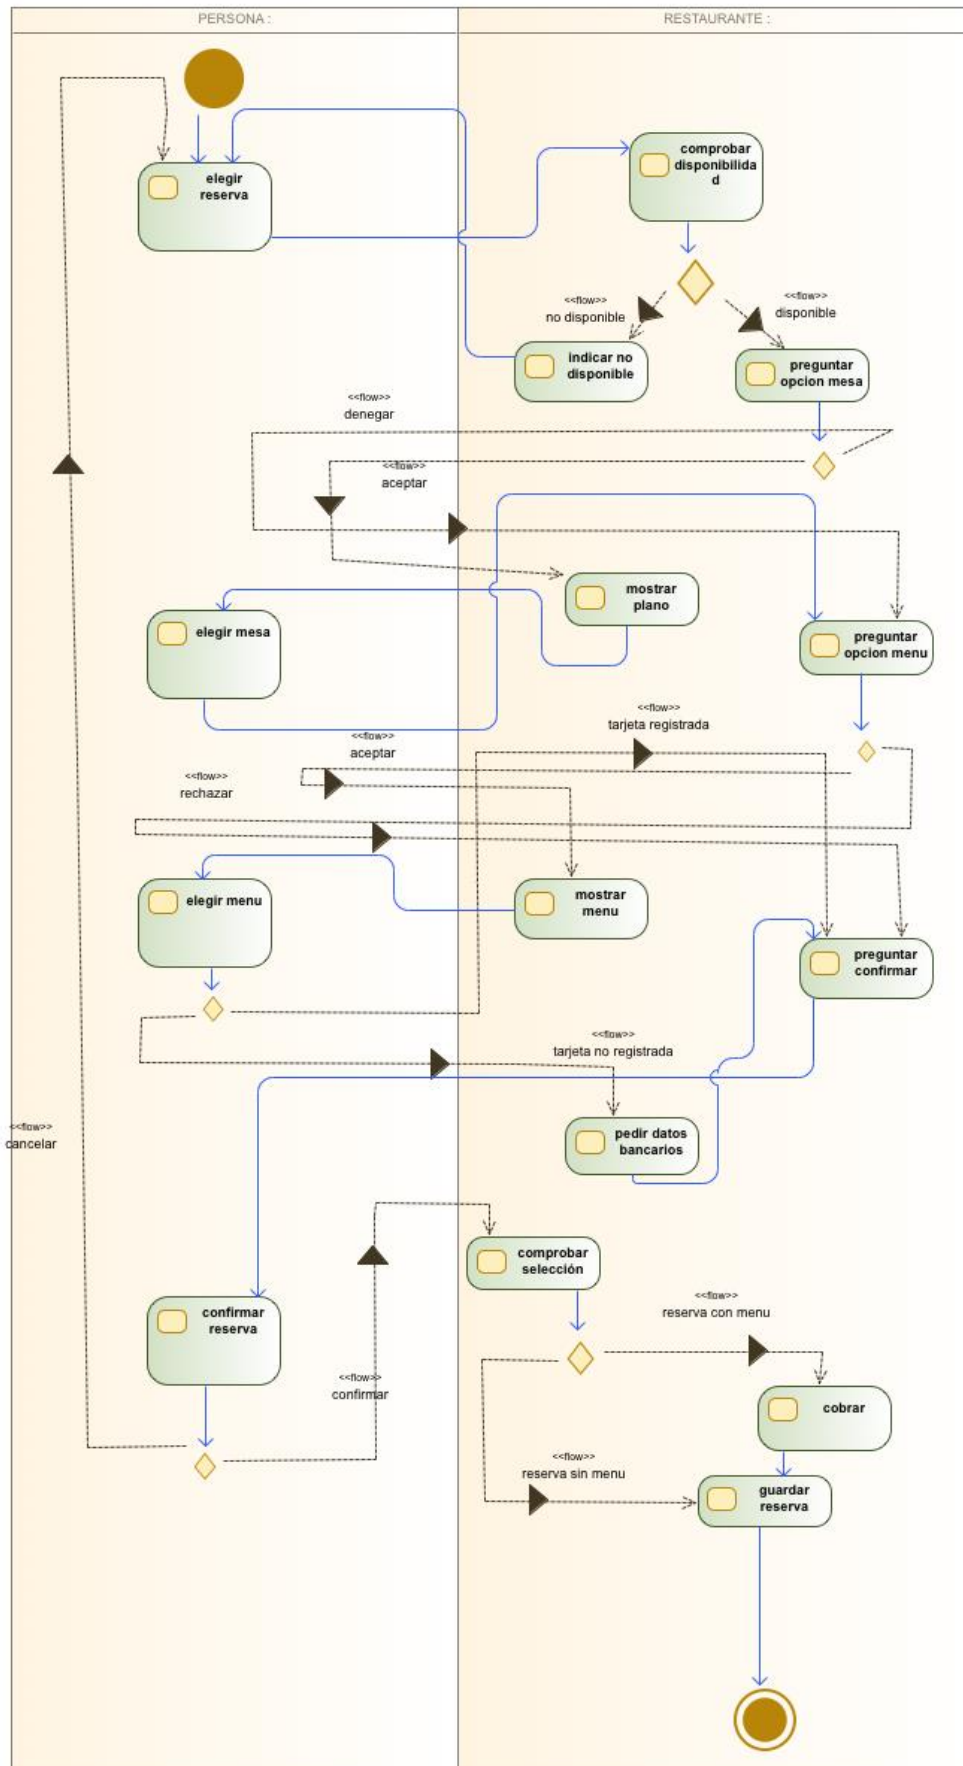 PERSONA :
RESTAURANTE :
elegir
reserva
comprobar
disponibilida
d
<<flow>>
no disponible
<<flow>>
disponible
indicar no
disponible
preguntar
opcion mesa
<<flow>>
denegar
<<flow>>
aceptar
mostrar
plano
elegir mesa
preguntar
opcion menu
<<flow>>
tarjeta registrada
<<flow>>
aceptar
<<flow>>
rechazar
elegir menu
mostrar
menu
preguntar
confirmar
<<flow>>
tarjeta no registrada
<<flow>>
cancelar
pedir datos
bancarios
comprobar
selección
confirmar
reserva
<<flow>>
reserva con menu
<<flow>>
confirmar
cobrar
<<flow>>
reserva sin menu
guardar
reserva